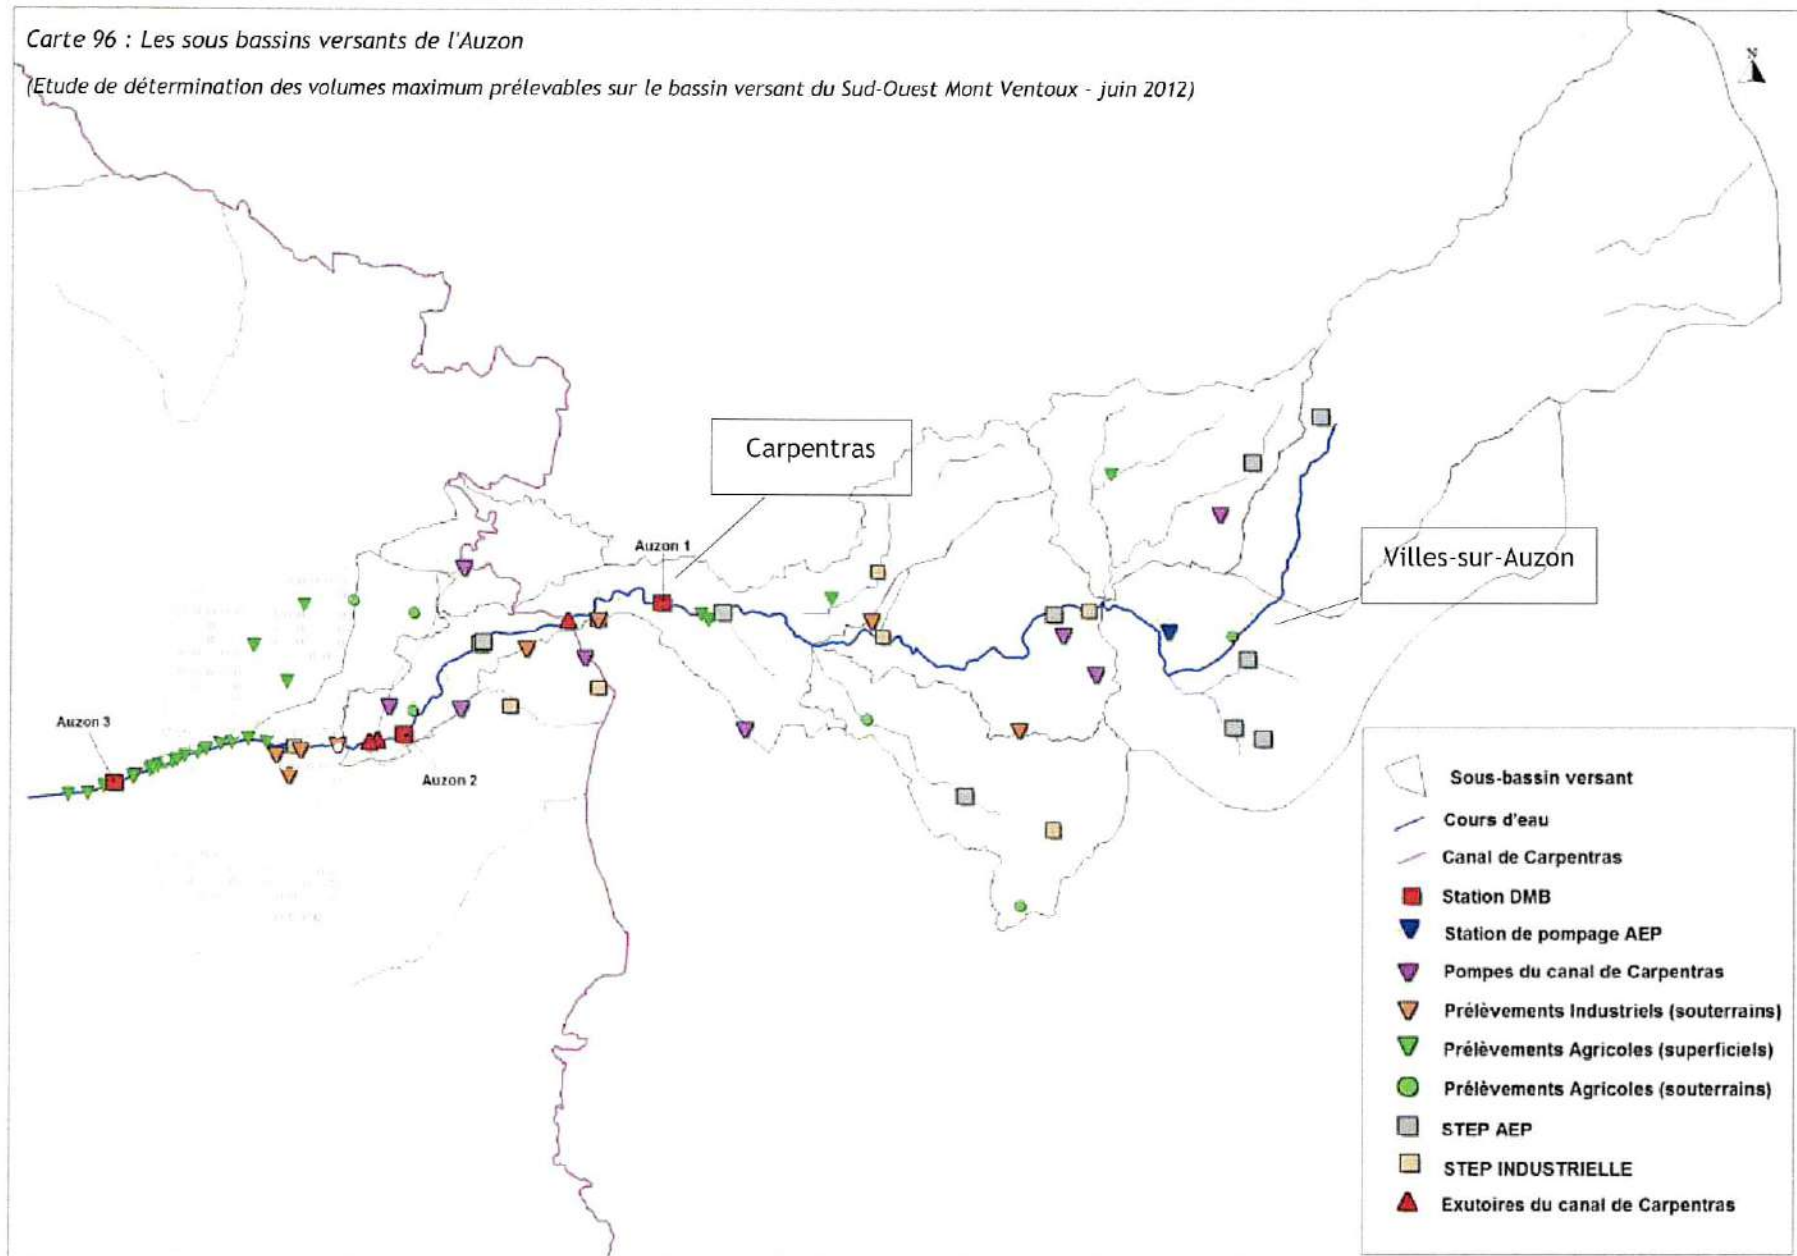 Carte 96 : Les sous bassins versants de l'Auzon
(Etude de détermination des volumes maximum prélevables sur le bassin versant du Sud-Ouest Mont Ventoux - juin 2012)
N
Carpentras
Auzon 1
Villes-sur-Auzon
Auzon 3
Auzon 2
Sous-bassin versant
Cours d'eau
Canal de Carpentras
Station DMB
Station de pompage AEP
Pompes du canal de Carpentras
Prélèvements Industriels (souterrains)
Prélèvements Agricoles (superficiels)
Prélèvements Agricoles (souterrains)
STEP AEP
STEP INDUSTRIELLE
Exutoires du canal de Carpentras